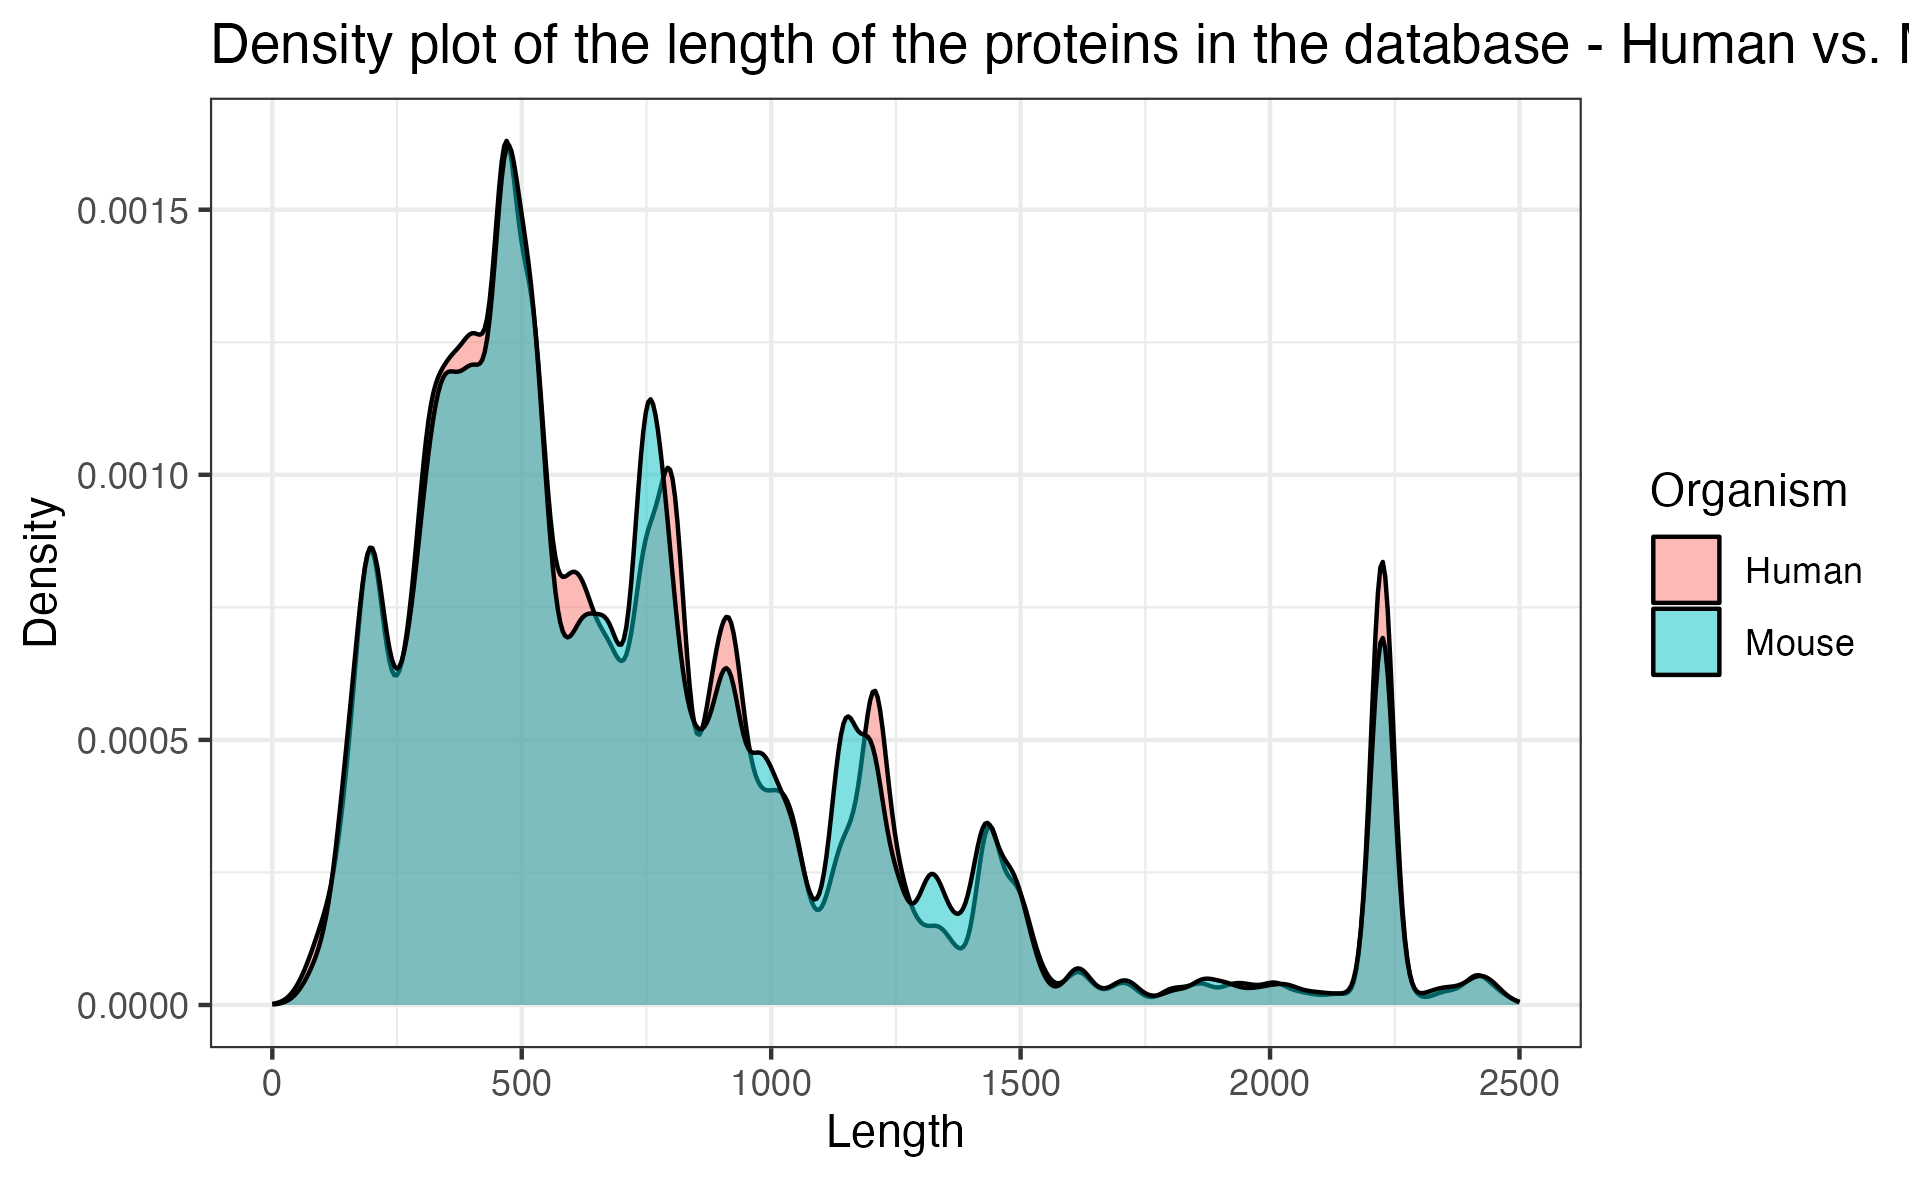 Density plot of the length of the proteins in the database - Human vs.
0.0015
0.0010
0.0005
0.0000
Density
0
500
1000
1500
2000
2500
Length
Organism
Human
Mouse